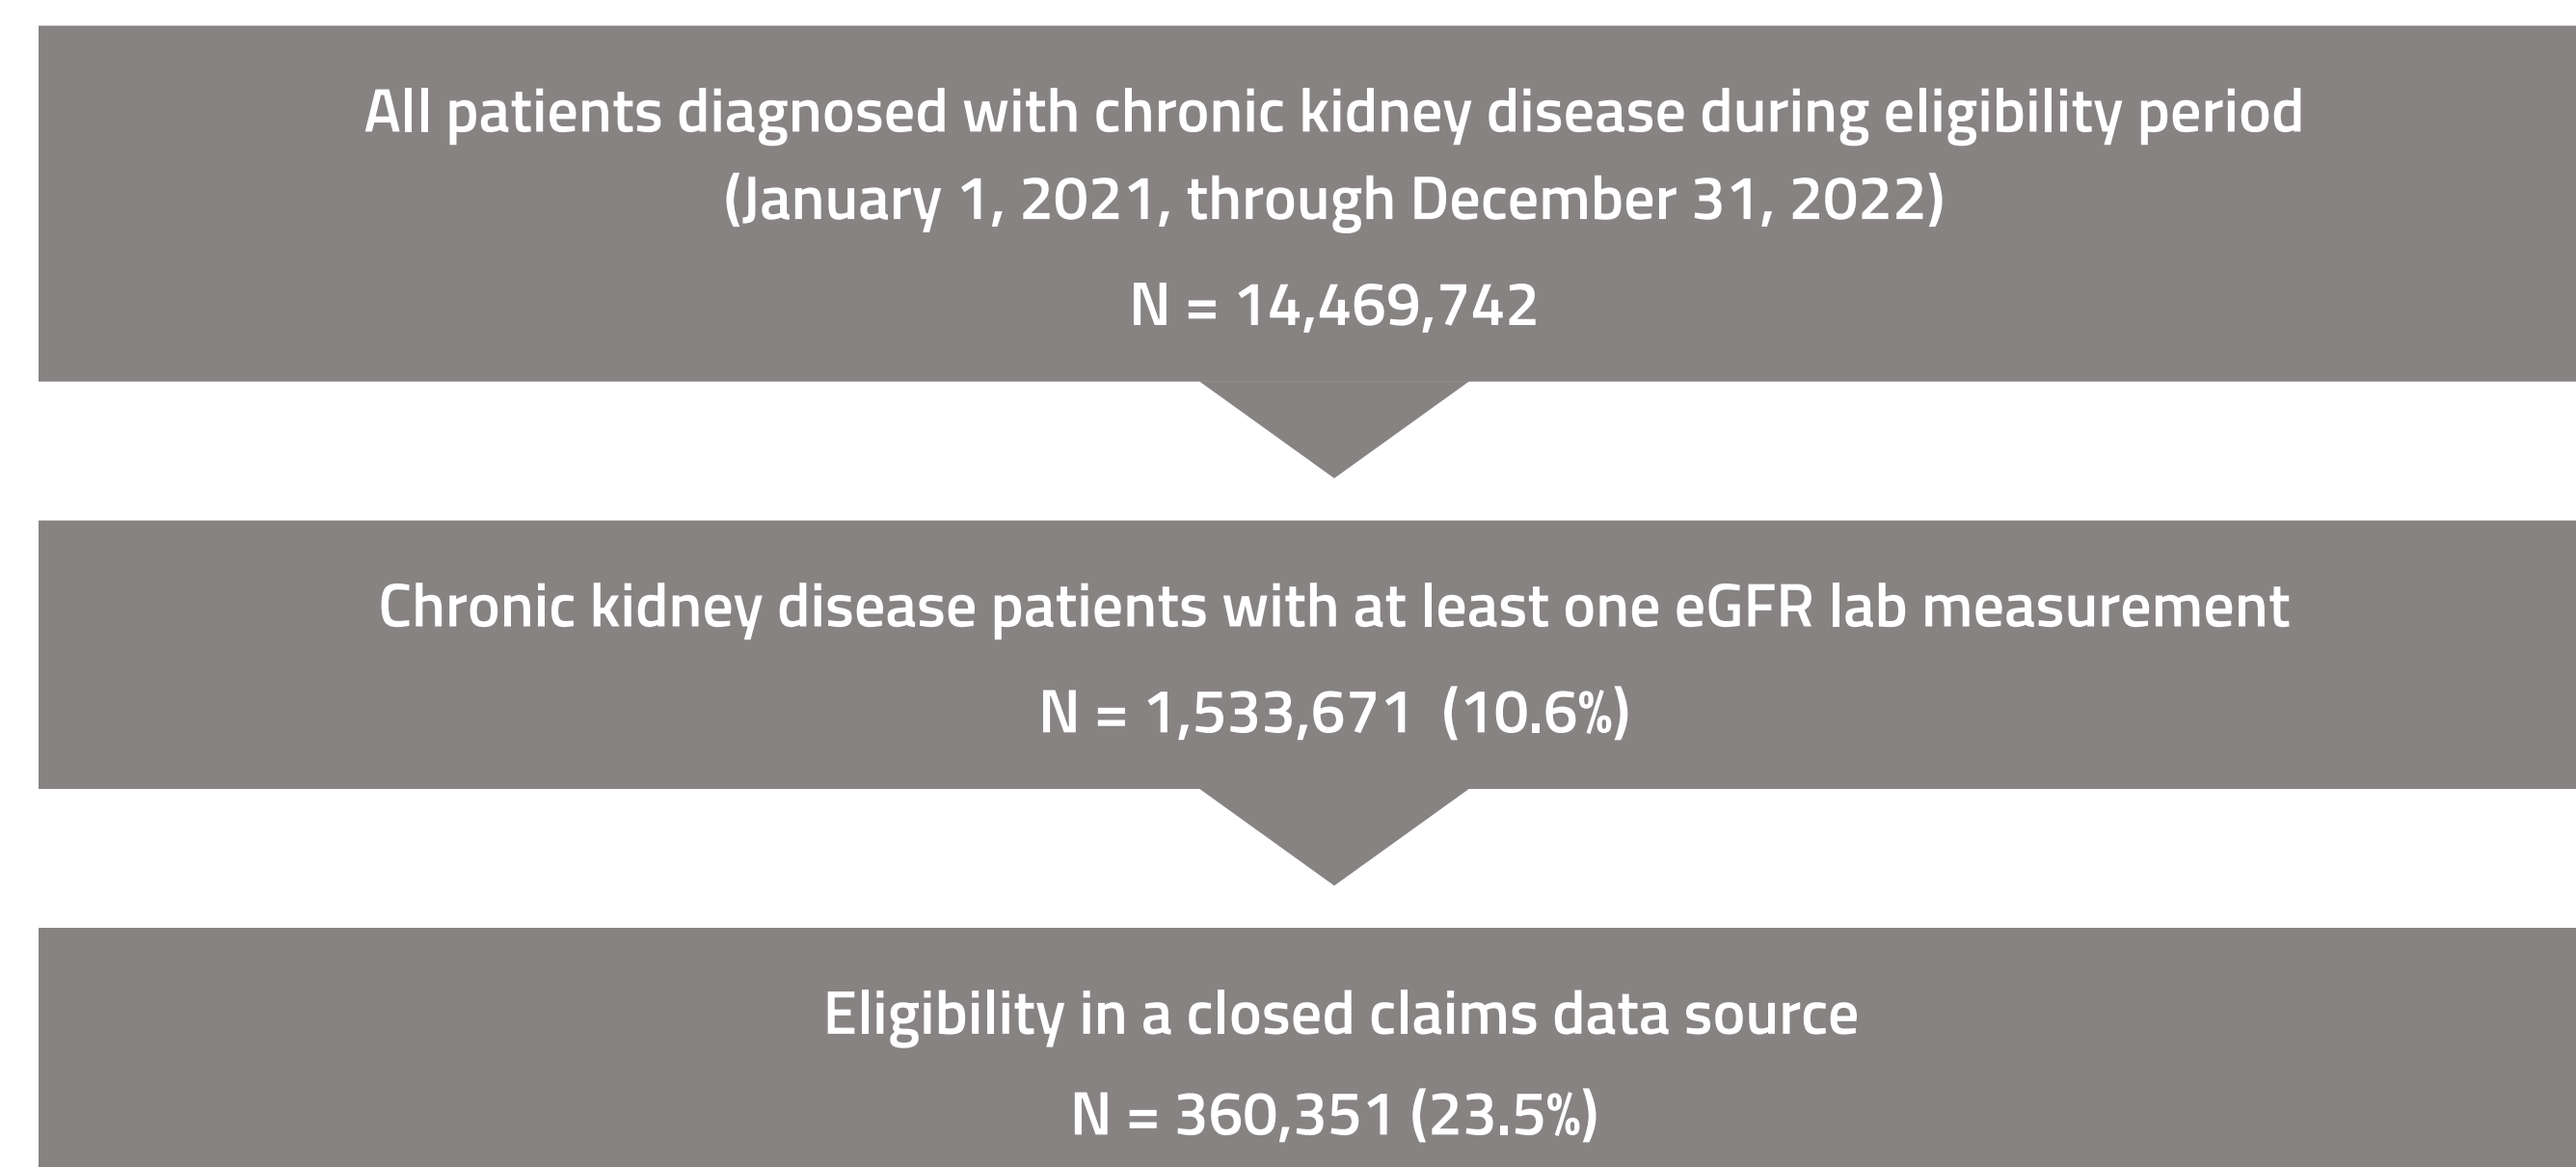 All patients diagnosed with chronic kidney disease during eligibility period
(January 1, 2021, through December 31, 2022)
N = 14,469,742
Chronic kidney disease patients with at least one eGFR lab measurement
N = 1,533,671 (10.6%)
Eligibility in a closed claims data source
N = 360,351 (23.5%)